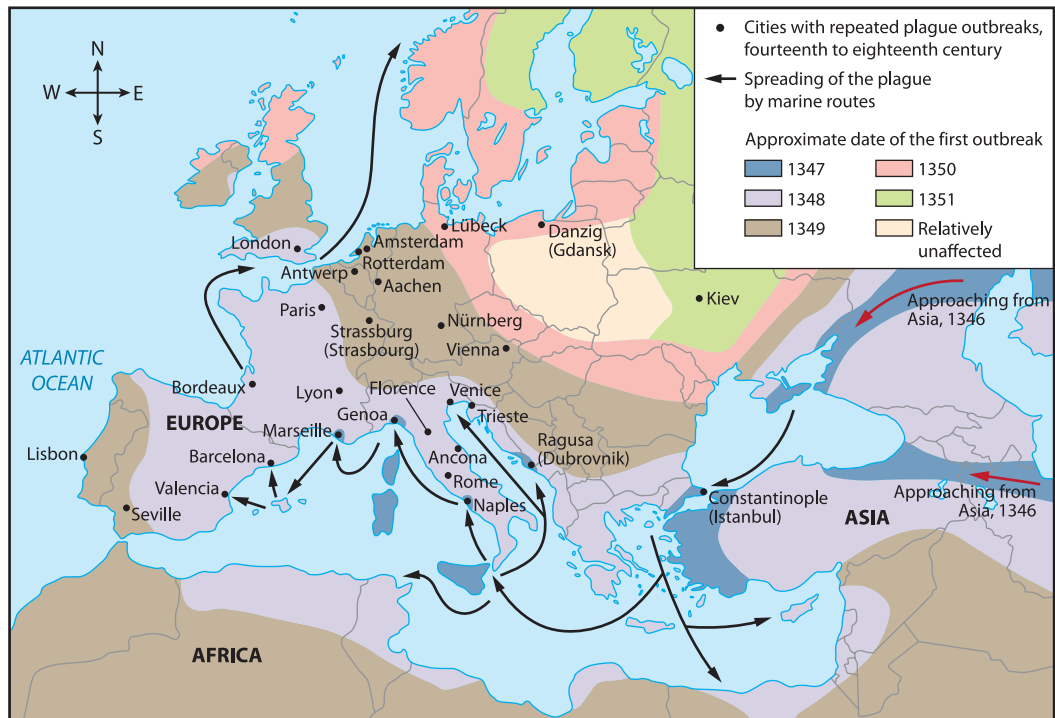 N
W
E
S
Cities with repeated plague outbreaks,
fourteenth to eighteenth century
Spreading of the plague
by marine routes
Approximate date of the first outbreak
1347
1350
1348
1351
1349
Relatively
unaffected
Lübeck
Danzig
(Gdansk)
London
Amsterdam
Rotterdam
Antwerp
Aachen
Kiev
Approaching from
Asia, 1346
Paris
Strassburg
(Strasbourg)
Nürnberg
Vienna
ATLANTIC
OCEAN
Bordeaux
Lyon
Florence
Venice
Trieste
Genoa
EUROPE
Marseille
Ragusa
(Dubrovnik)
Lisbon
Barcelona
Ancona
Rome
Valencia
Naples
Constantinople
(Istanbul)
Approaching from
Asia, 1346
Seville
ASIA
AFRICA